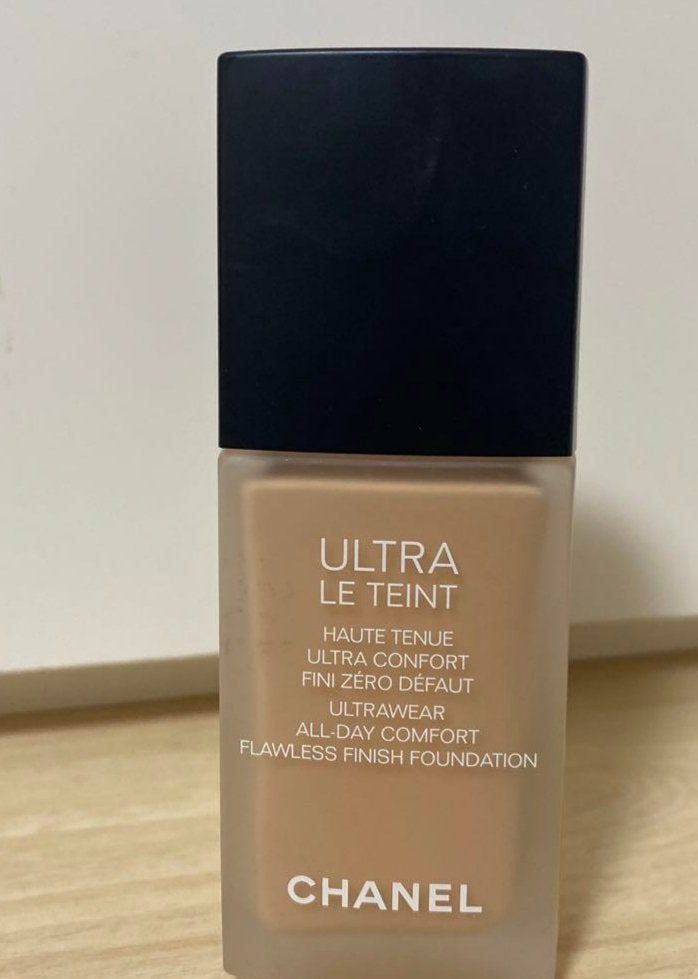 ULTRA
LE TEINT
HAUTE TENUE
ULTRA CONFORT
FINI ZÉRO DÉFAUT
ULTRAWEAR
ALL-DAY COMFORT
FLAWLESS FINISH FOUNDATION
CHANEL